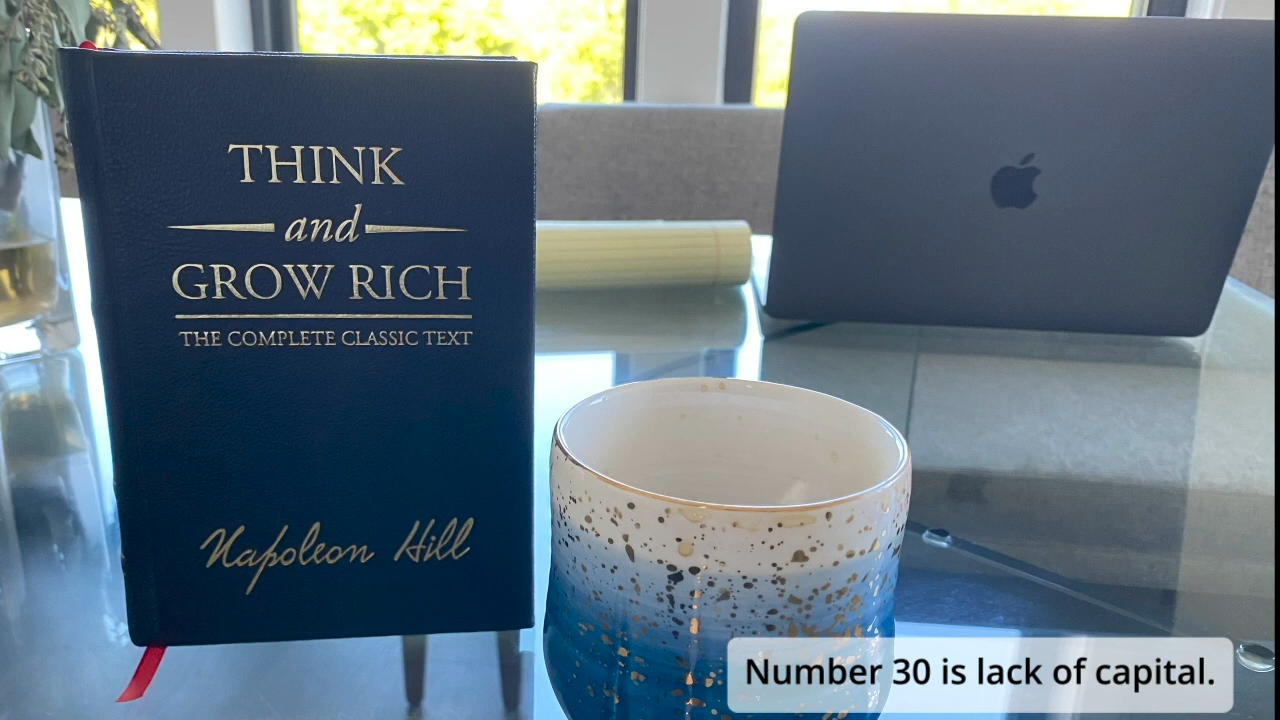 THINK
and
GROW RICH
THE COMPLETE CLASSIC TEXT
Napoleon Hill
Number 30 is lack of capital.